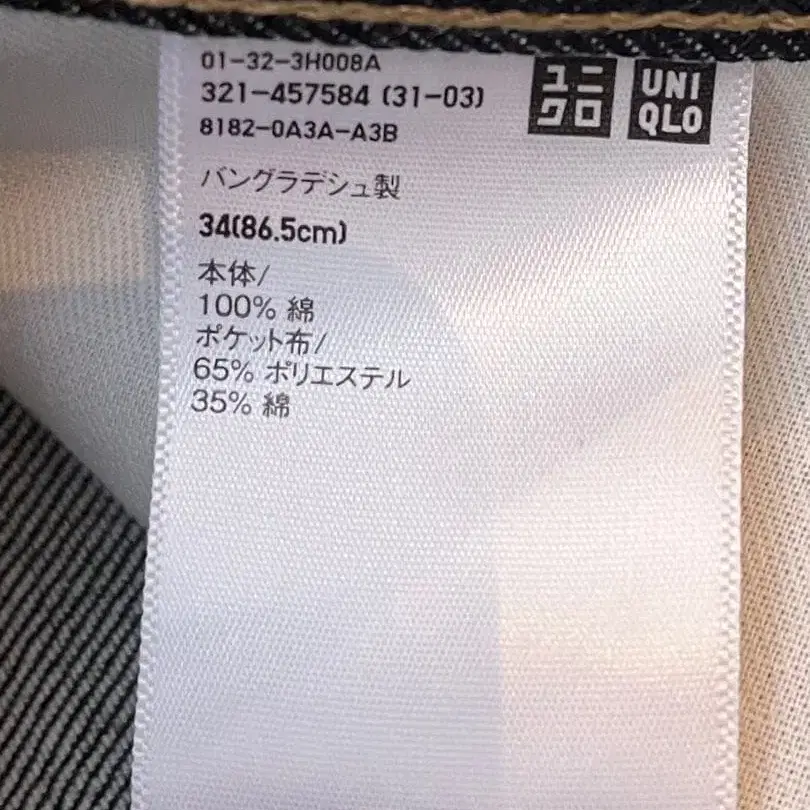 01-32-3H008A
321-457584 (31-03)
8182-0A3A-A3B
ユニ
クロ
UNI
QLO
バングラデシュ製
34(86.5cm)
本体/
100% 綿
ポケット布/
65% ポリエステル
35% 綿